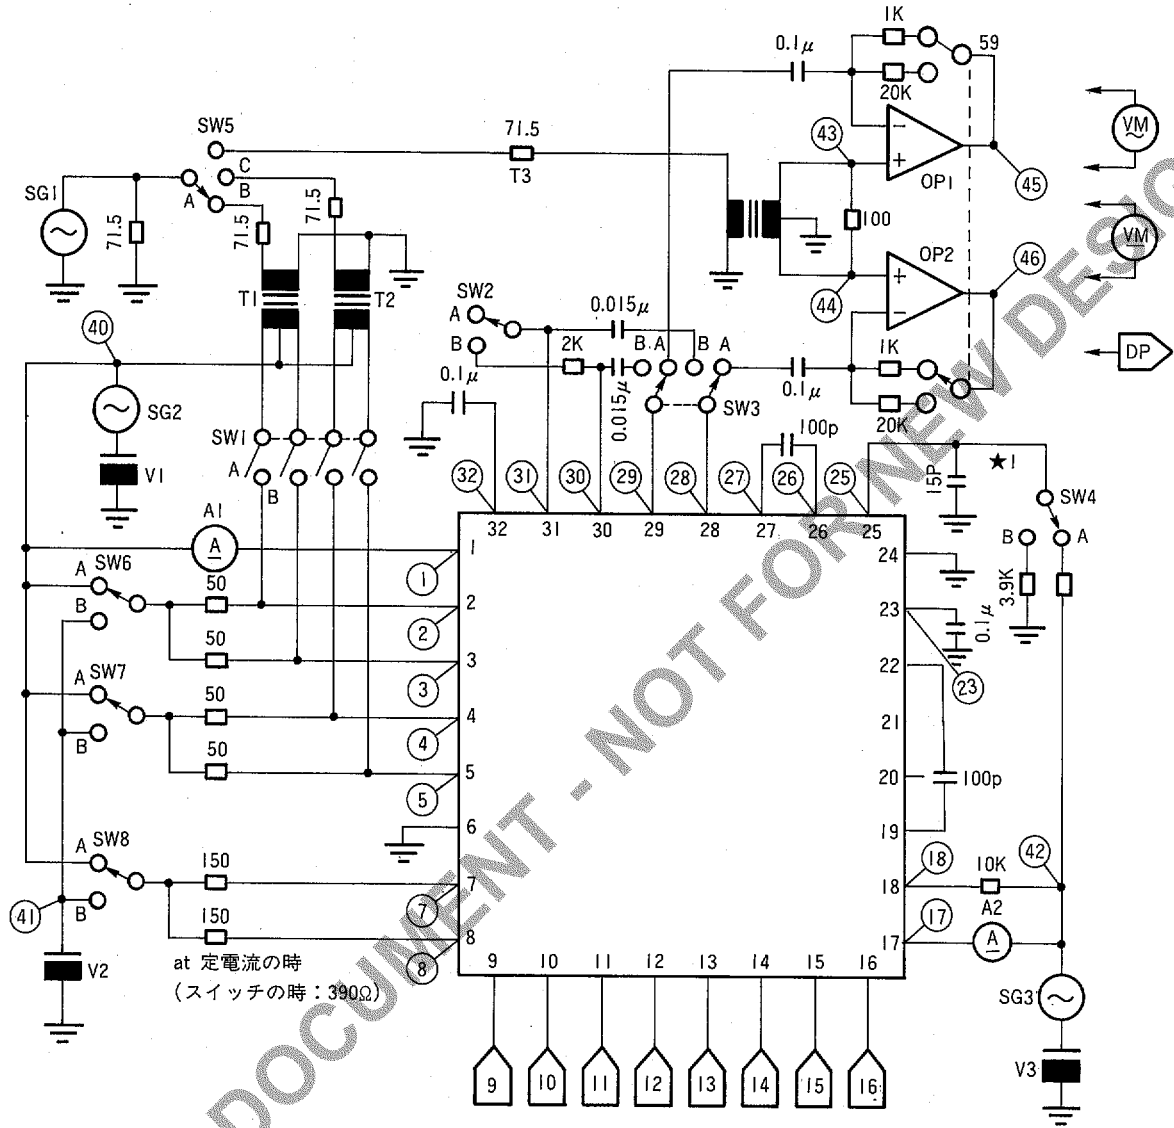 1K
0.1μ
59
20K
VM
SW5
71.5
43
C
T3
OP1
45
SG1
A
B
71.5
71.5
71.5
100
VM
OP2
46
T1
T2
SW2
44
A
0.015μ
40
B
2K
B
A
B
A
1K
DP
0.1μ
0.1μ
SG2
0.015μ
SW3
20K
SW1
100p
V1
A
B
32
31
30
29
28
27
26
25
15P
★1
SW4
A1
A
32
31
30
29
28
27
26
25
B
A
1
24
A
SW6
50
1
3.9K
B
2
23
0.1μ
50
2
3
22
23
A
SW7
50
3
4
21
B
50
4
5
20
100p
5
6
19
A
SW8
150
7
18
18
10K
42
41
B
150
7
A2
8
17
17
A
V2
at 定電流の時
8
9
10
11
12
13
14
15
16
(スイッチの時:390Ω)
SG3
9
10
11
12
13
14
15
16
V3
DOCUMENT - NOT FOR NEW DESIG